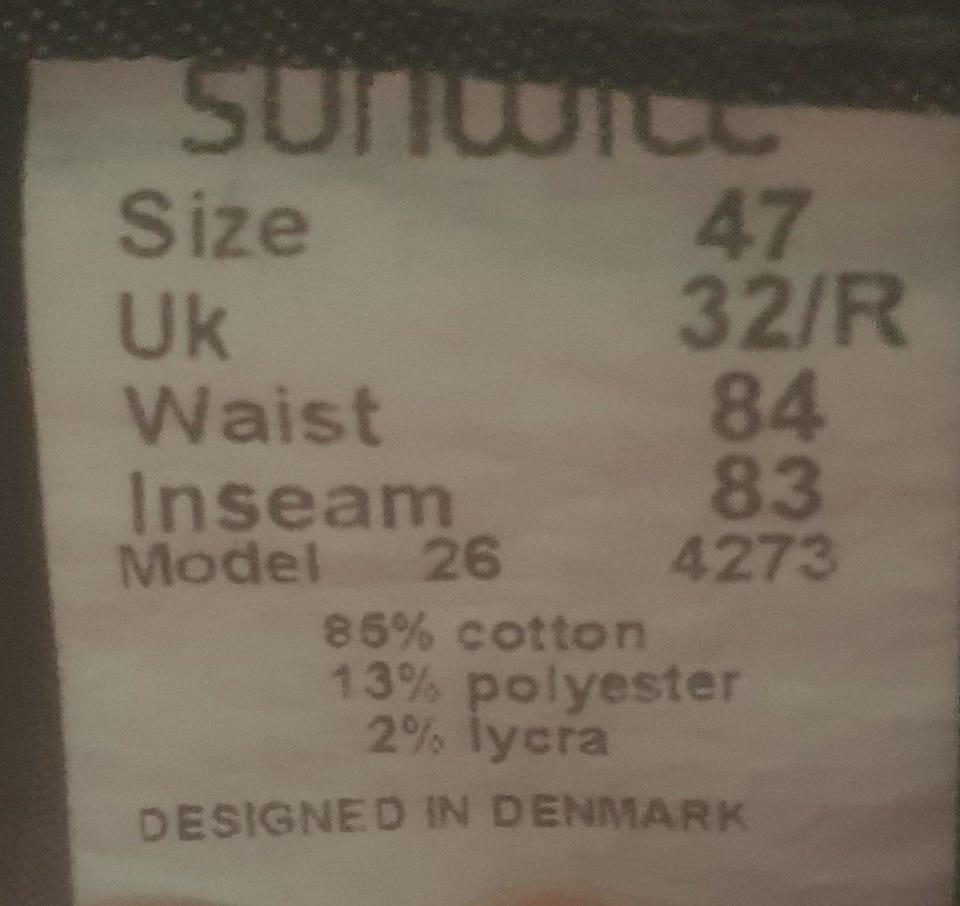 sunwill
Size 47
Uk 32/R
Waist 84
Inseam 83
Model 26 4273
85% cotton
13% polyester
2% lycra
DESIGNED IN DENMARK